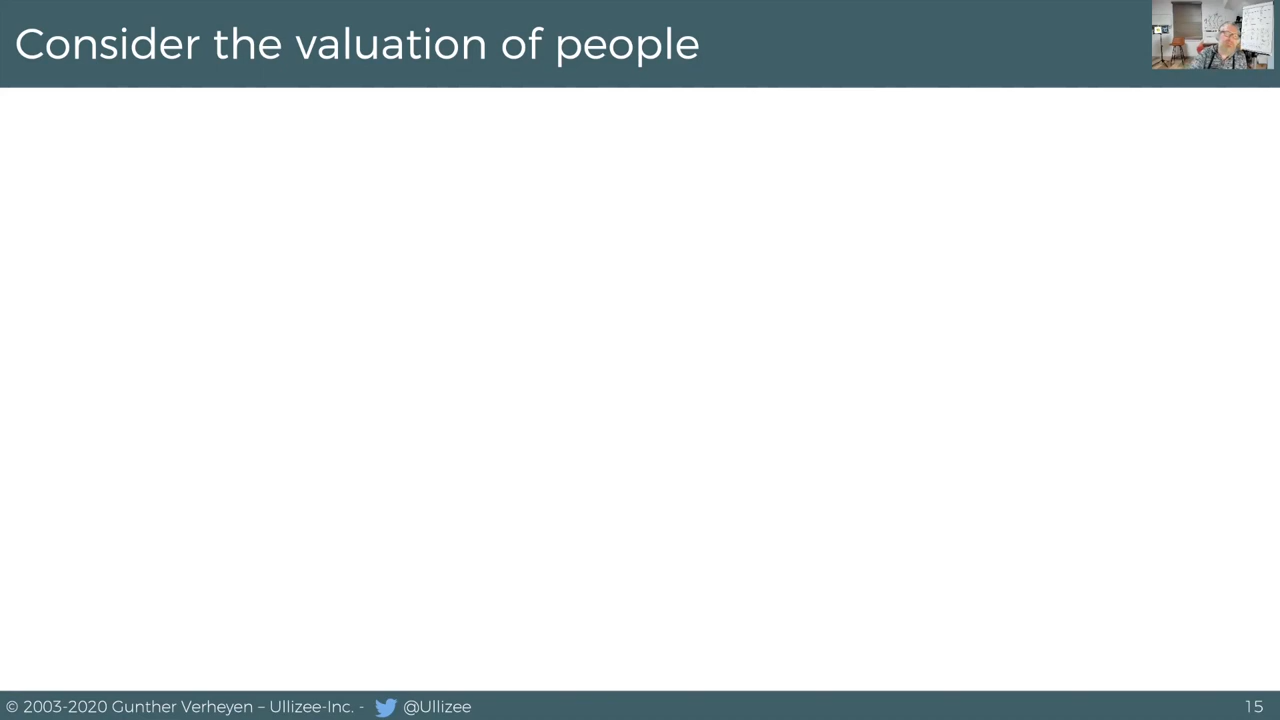 Consider the valuation of people
© 2003-2020 Gunther Verheyen – Ullizee-Inc. - @Ullizee
15